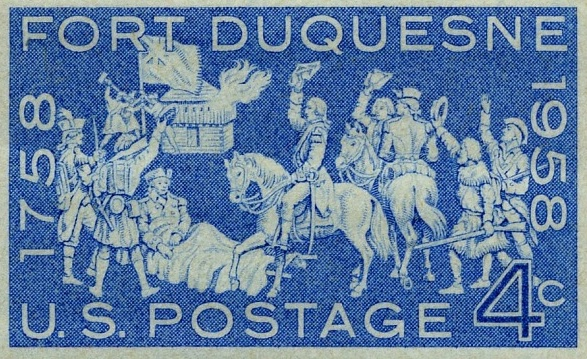 FORT DUQUESNE
1758
1958
U.S. POSTAGE 4c